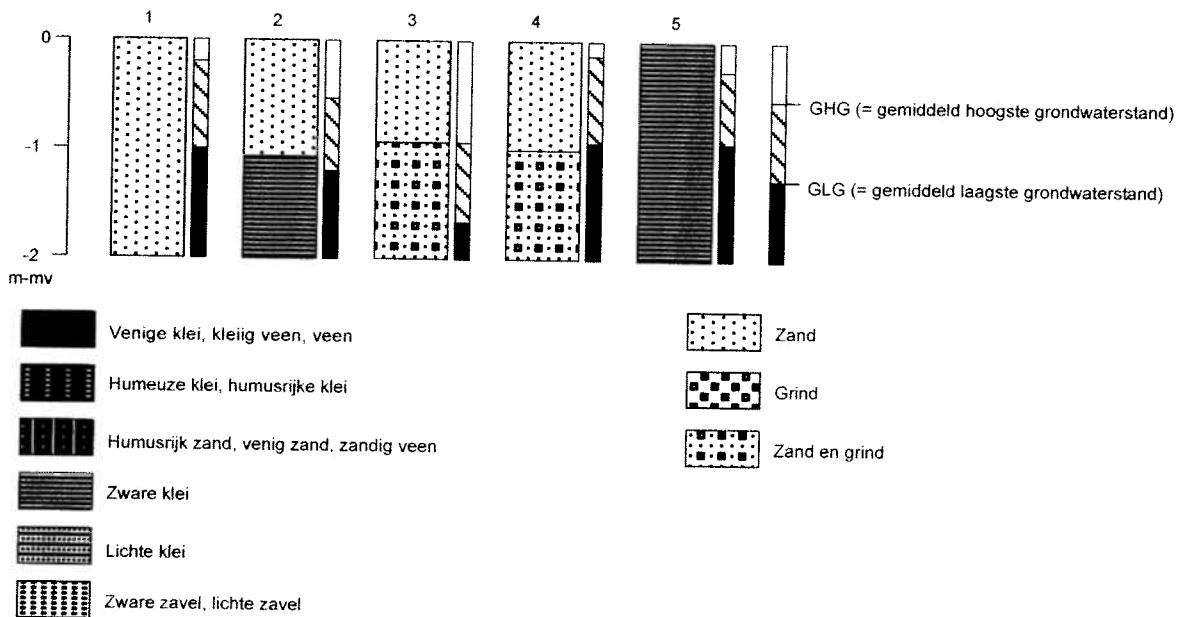 1 2 3 4 5
0
GHG (= gemiddeld hoogste grondwaterstand)
-1
GLG (= gemiddeld laagste grondwaterstand)
-2
m-mv
Venige klei, kleiig veen, veen
Humeuze klei, humusrijke klei
Humusrijk zand, venig zand, zandig veen
Zware klei
Lichte klei
Zware zavel, lichte zavel
Zand
Grind
Zand en grind